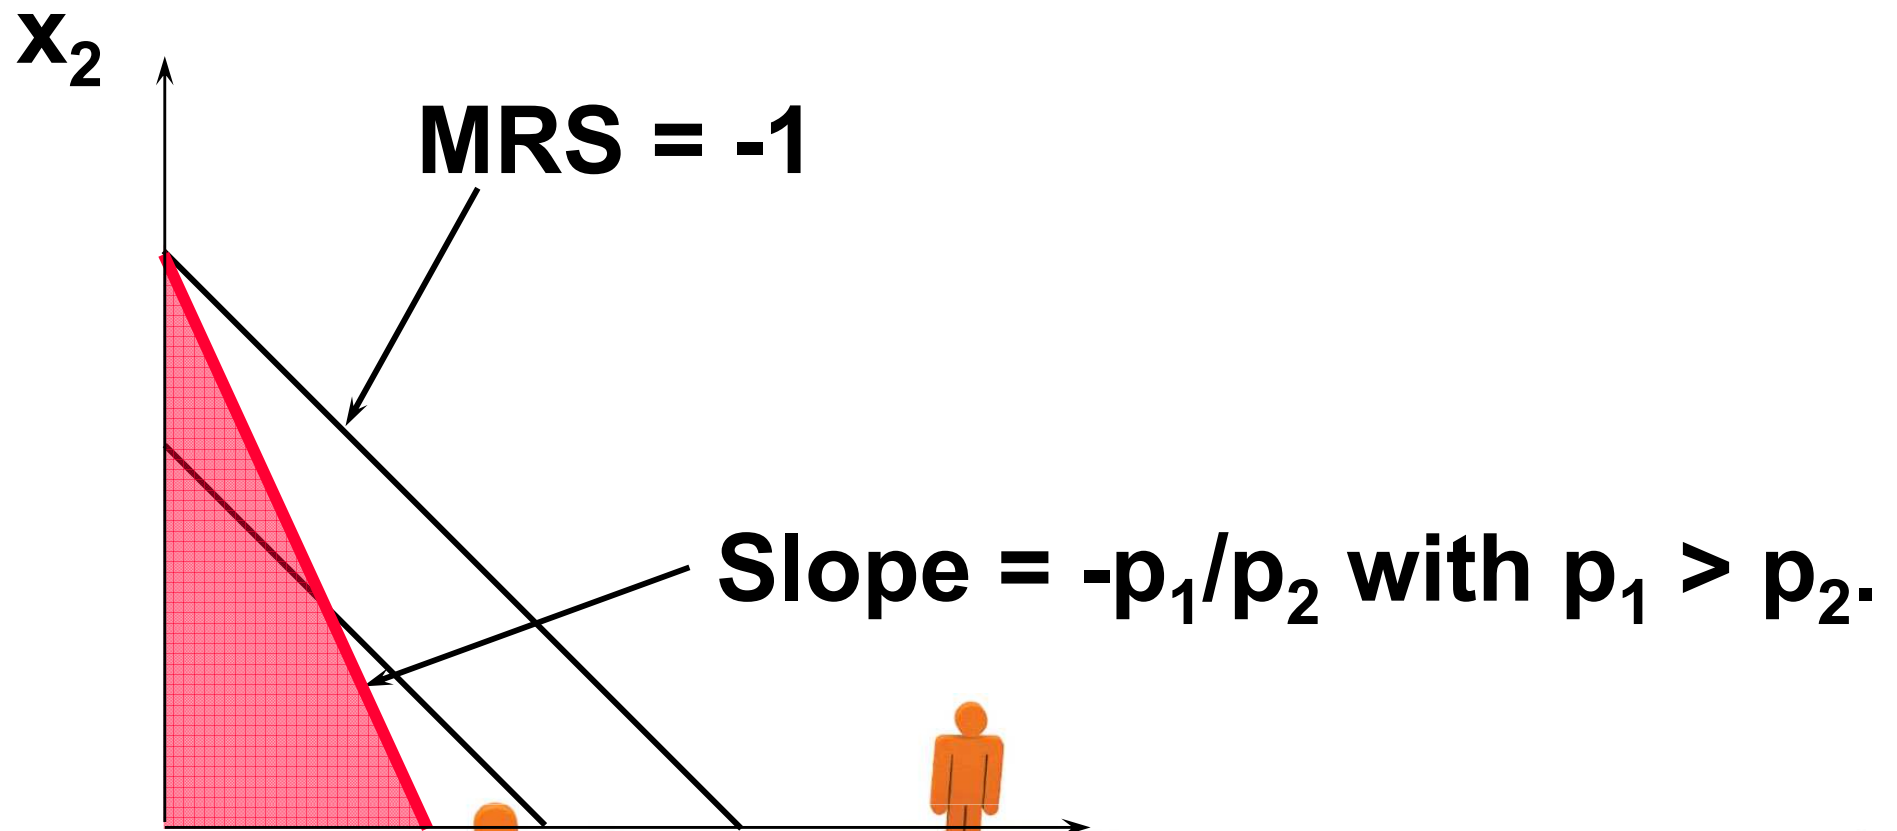 x₂
MRS = -1
Slope = -p₁/p₂ with p₁ > p₂.